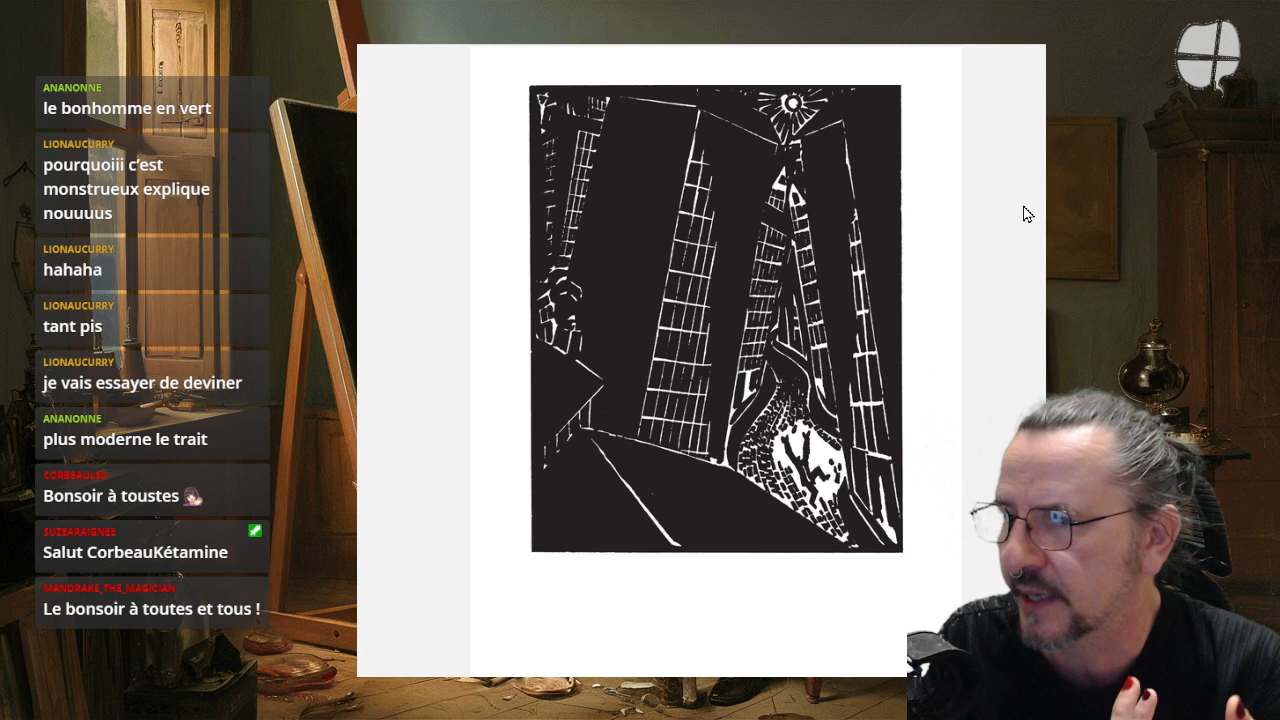 ANANONNE
le bonhomme en vert
LIONAUCURRY
pourquoiii c'est
monstrueux explique
nouuuus
LIONAUCURRY
hahaha
LIONAUCURRY
tant pis
LIONAUCURRY
je vais essayer de deviner
ANANONNE
plus moderne le trait
Bonsoir à toustes
SUZEARAIGNEE
Salut CorbeauKétamine
MANDRAKE_THE_MAGICIAN
Le bonsoir à toutes et tous !